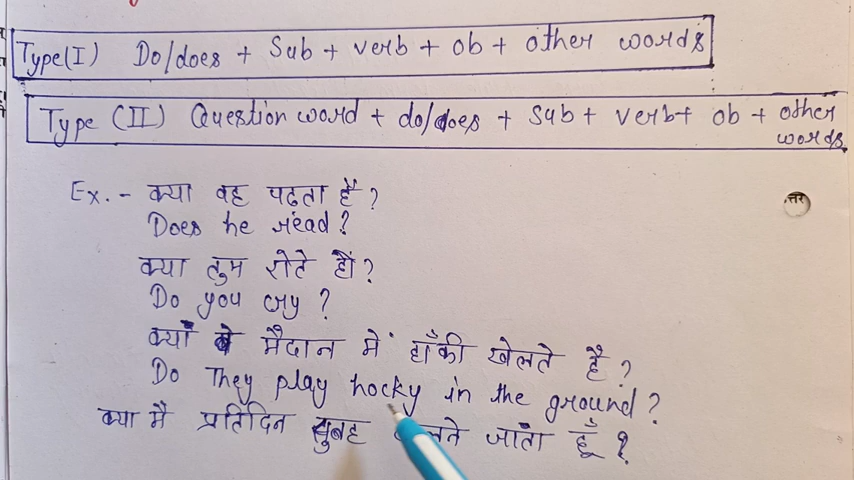 Type(I) Do/does + Sub + verb + ob + other words
Type (II) Question word + do/does + sub + verb + ob + other
words
Ex. - क्या वह पढ़ता है ?
Does he read ?
क्या तुम रोते हो ?
Do you cry ?
क्या वे मैदान में हॉकी खेलते हैं ?
Do They play hocky in the ground ?
क्या मैं प्रतिदिन सुबह जाता हूँ ?
त्तर